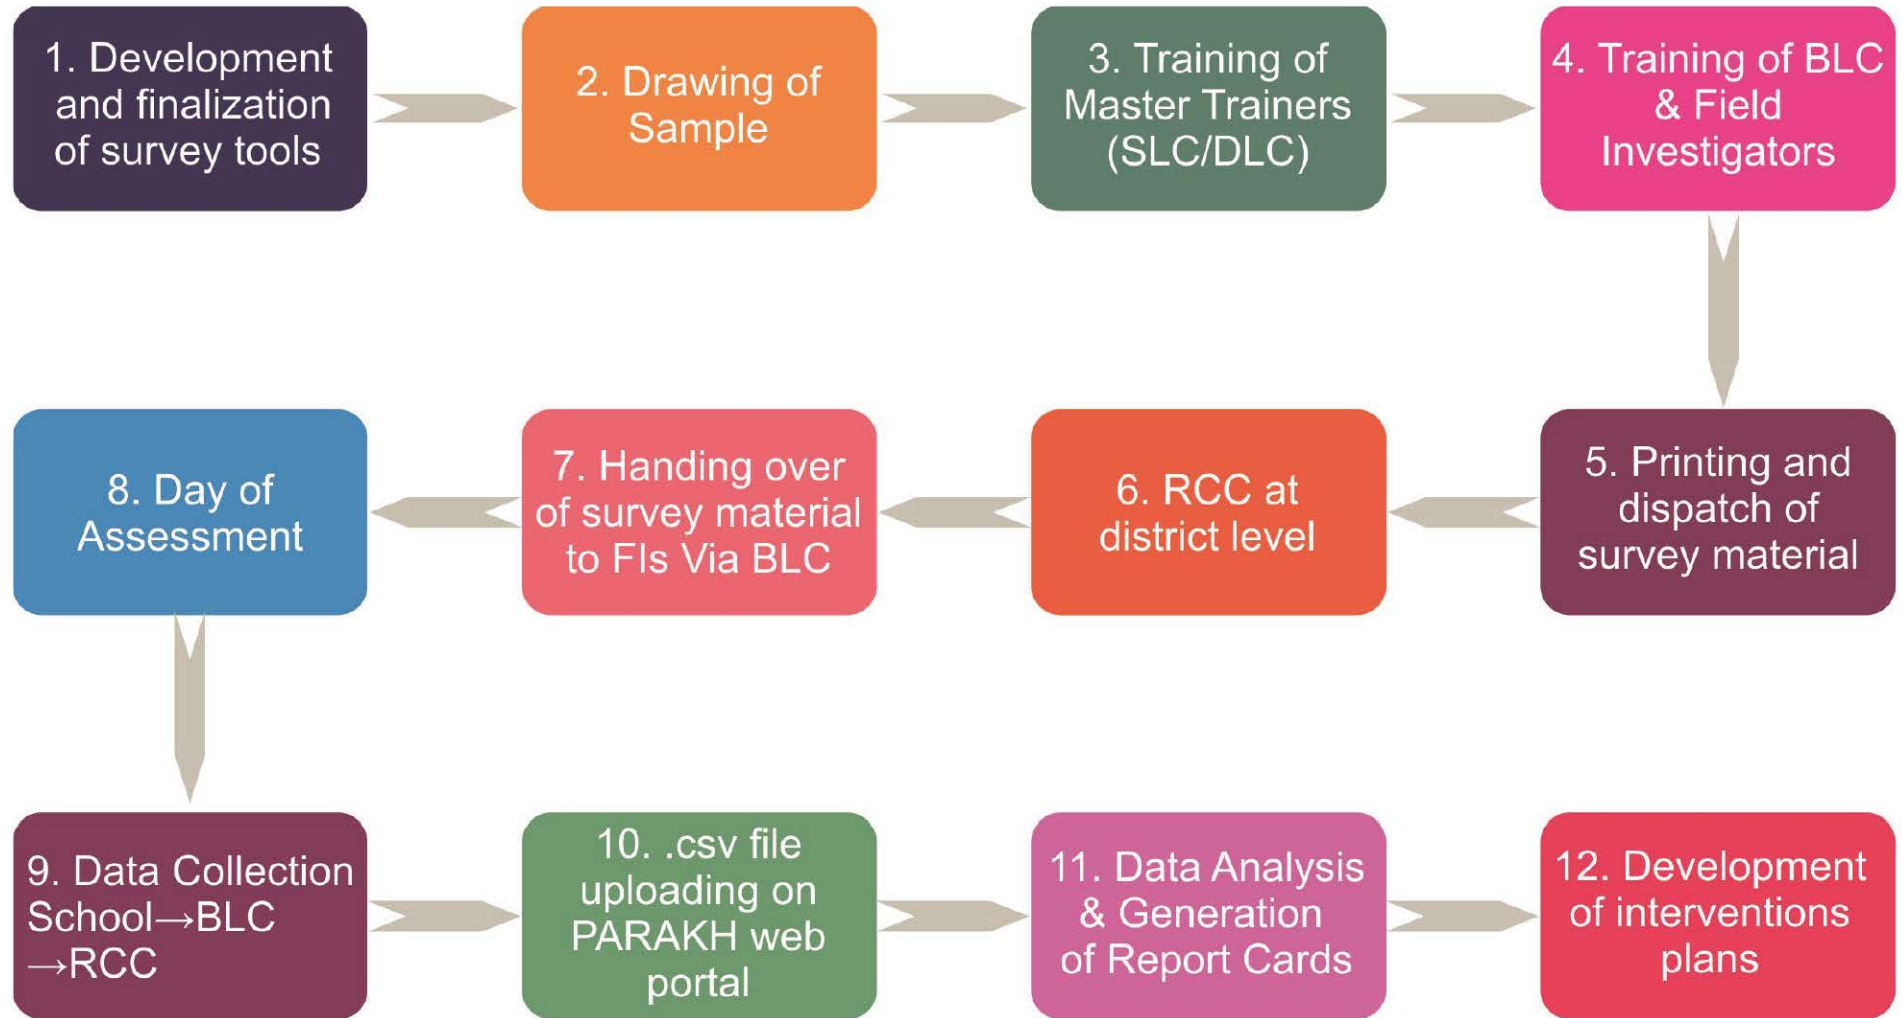 1. Development
and finalization
of survey tools
2. Drawing of
Sample
3. Training of
Master Trainers
(SLC/DLC)
4. Training of BLC
& Field
Investigators
5. Printing and
dispatch of
survey material
6. RCC at
district level
7. Handing over
of survey material
to FIs Via BLC
8. Day of
Assessment
9. Data Collection
School→BLC
→RCC
10. .csv file
uploading on
PARAKH web
portal
11. Data Analysis
& Generation
of Report Cards
12. Development
of interventions
plans